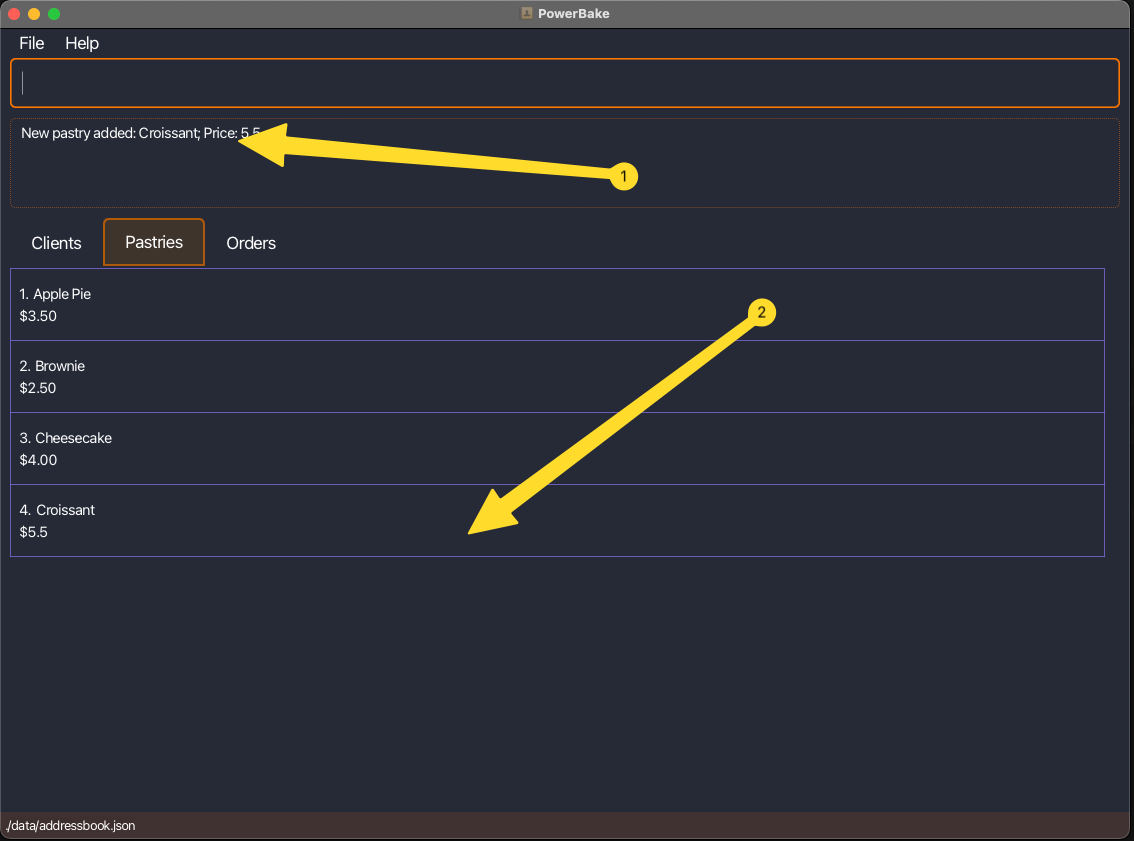 PowerBake
File Help
New pastry added: Croissant; Price: 5.5
1
Clients Pastries Orders
1. Apple Pie
$3.50
2
2. Brownie
$2.50
3. Cheesecake
$4.00
4. Croissant
$5.5
./data/addressbook.json